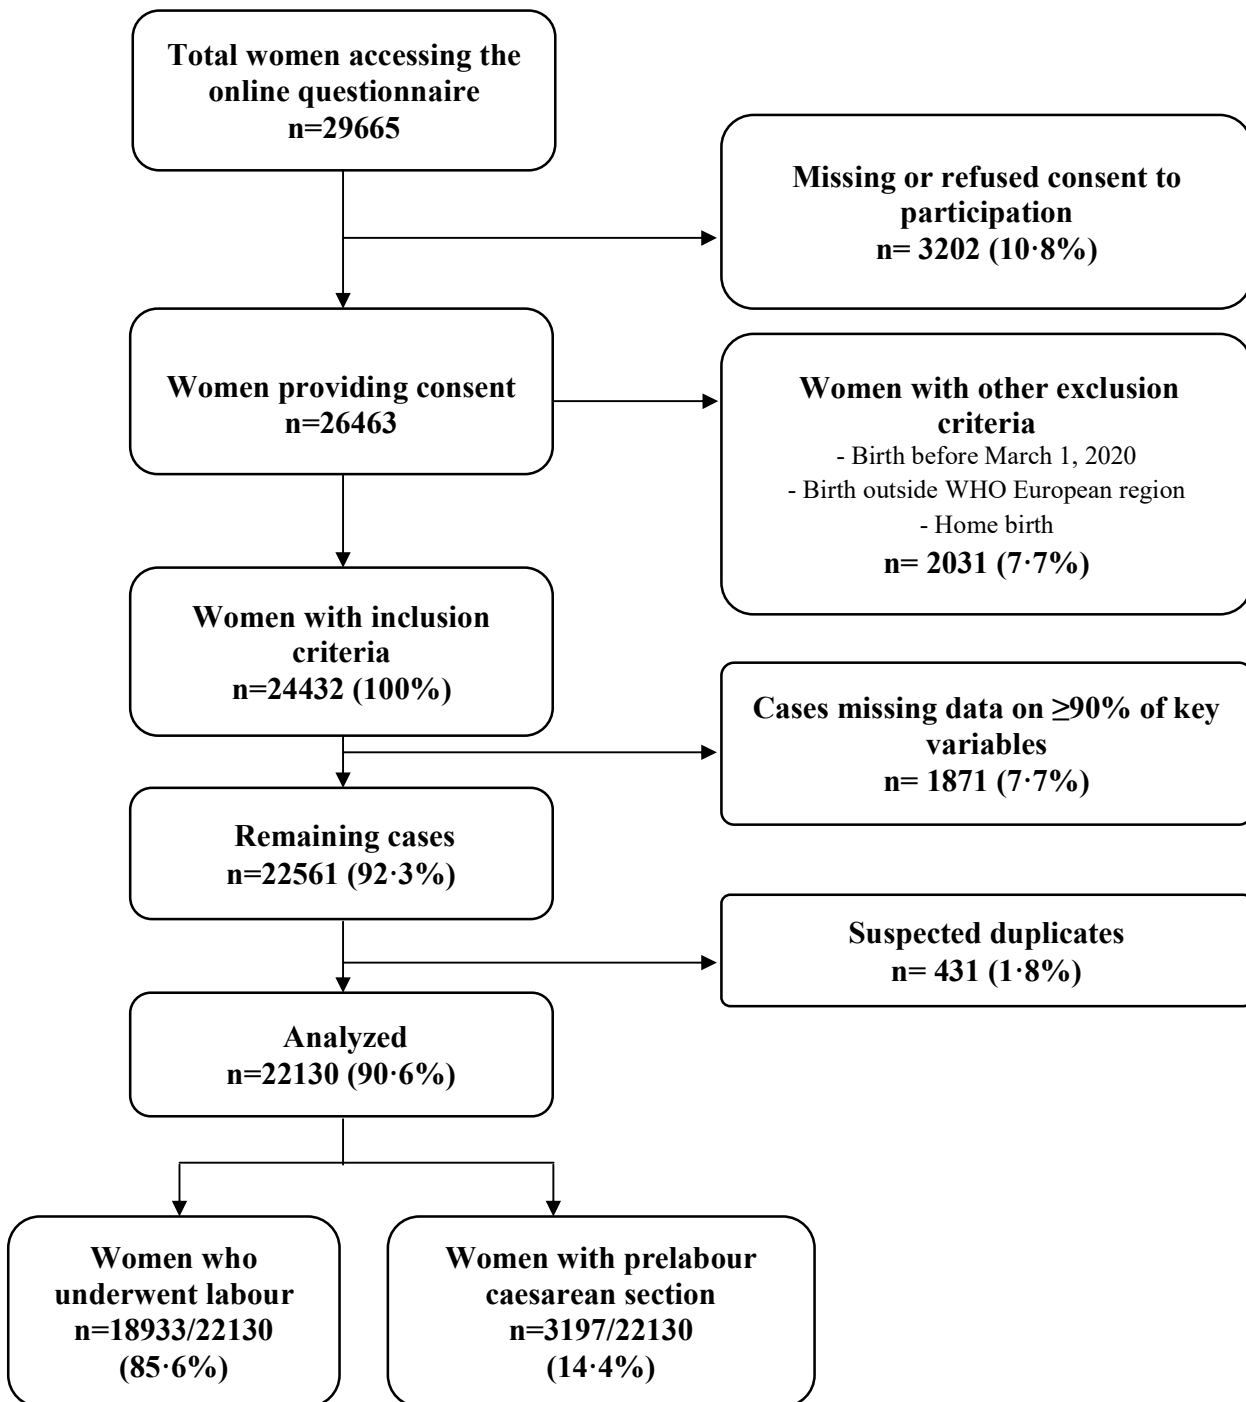 Total women accessing the
online questionnaire
n=29665
Missing or refused consent to
participation
n= 3202 (10·8%)
Women providing consent
n=26463
Women with other exclusion
criteria
- Birth before March 1, 2020
- Birth outside WHO European region
- Home birth
n= 2031 (7·7%)
Women with inclusion
criteria
n=24432 (100%)
Cases missing data on ≥90% of key
variables
n= 1871 (7·7%)
Remaining cases
n=22561 (92·3%)
Suspected duplicates
n= 431 (1·8%)
Analyzed
n=22130 (90·6%)
Women who
underwent labour
n=18933/22130
(85·6%)
Women with prelabour
caesarean section
n=3197/22130
(14·4%)